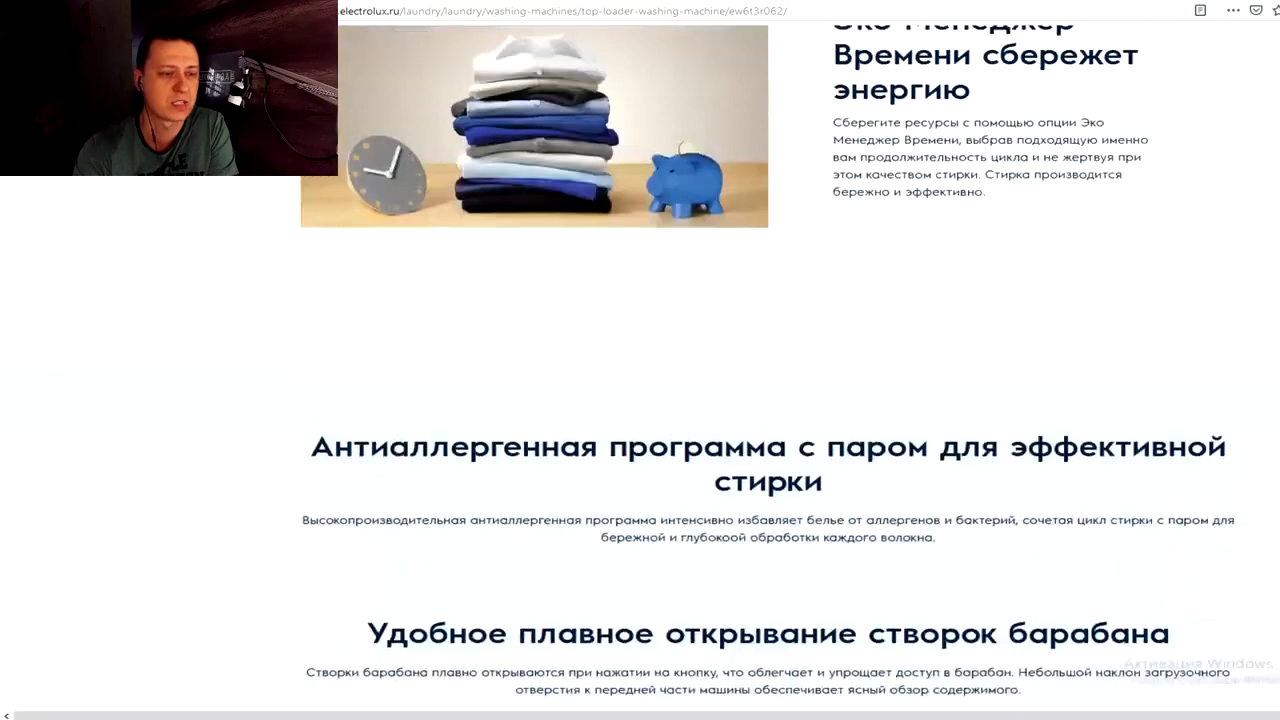 electrolux.ru/laundry/laundry/washing-machines/top-loader-washing-machine/ew6t3r062/
Эко Менеджер
Времени сбережет
энергию
Сберегите ресурсы с помощью опции Эко
Менеджер Времени, выбрав подходящую именно
вам продолжительность цикла и не жертвуя при
этом качеством стирки. Стирка производится
бережно и эффективно.
Антиаллергенная программа с паром для эффективной
стирки
Высокопроизводительная антиаллергенная программа интенсивно избавляет белье от аллергенов и бактерий, сочетая цикл стирки с паром для
бережной и глубокоой обработки каждого волокна.
Удобное плавное открывание створок барабана
Створки барабана плавно открываются при нажатии на кнопку, что облегчает и упрощает доступ в барабан. Небольшой наклон загрузочного
отверстия к передней части машины обеспечивает ясный обзор содержимого.
Активация Windows